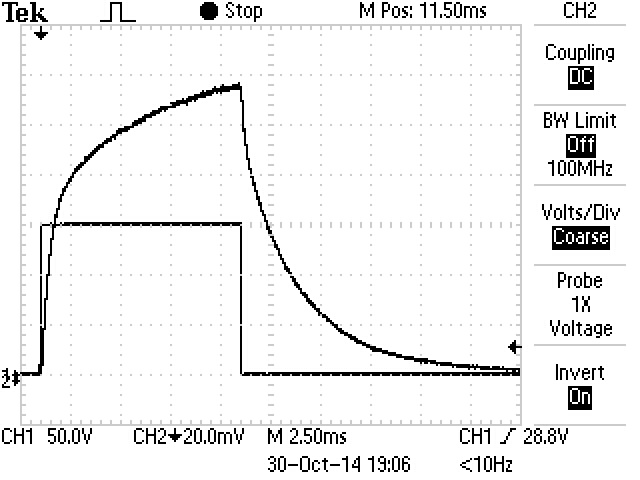 Tek Stop M Pos: 11.50ms CH2
Coupling
DC
BW Limit
Off
100MHz
Volts/Div
Coarse
Probe
1X
Voltage
Invert
On
2
CH1 50.0V CH2 20.0mV M 2.50ms CH1 28.8V
30-Oct-14 19:06 <10Hz